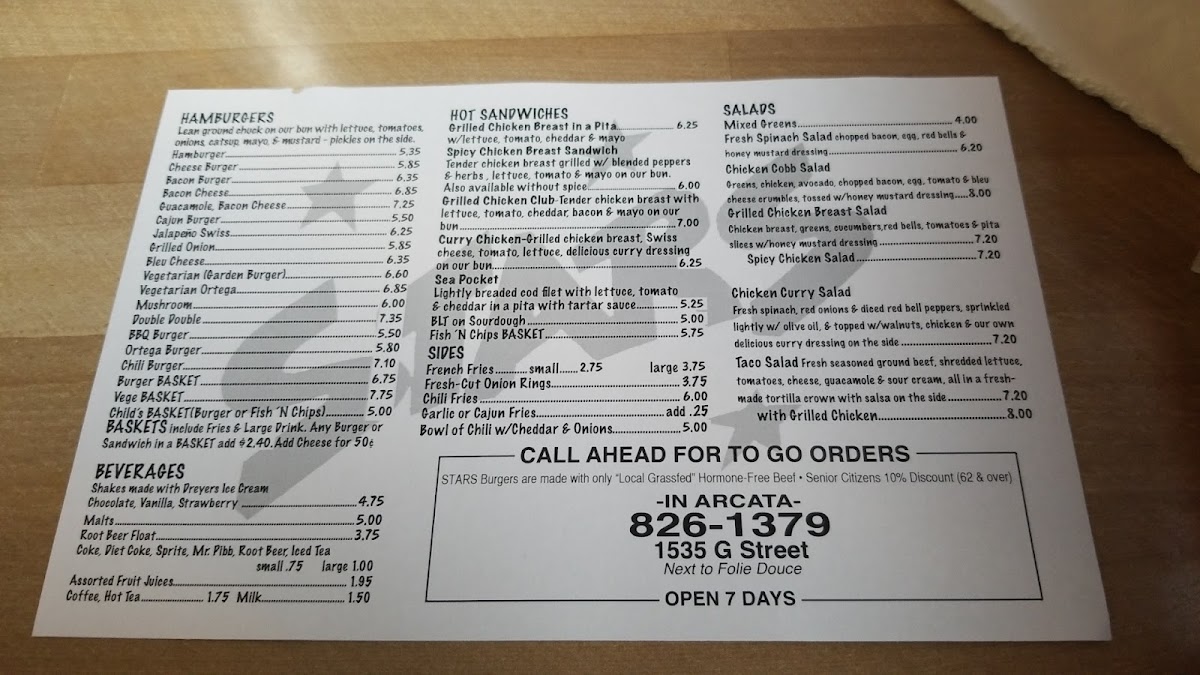 HAMBURGERS
Lean ground chuck on our bun with lettuce, tomatoes,
onions, catsup, mayo, & mustard - pickles on the side.
Hamburger 5.35
Cheese Burger 5.85
Bacon Burger 6.35
Bacon Cheese 6.85
Guacamole, Bacon Cheese 7.25
Cajun Burger 5.50
Jalapeño Swiss 6.25
Grilled Onion 5.85
Bleu Cheese 6.35
Vegetarian (Garden Burger) 6.60
Vegetarian Ortega 6.85
Mushroom 6.00
Double Double 7.35
BBQ Burger 5.50
Ortega Burger 5.80
Chili Burger 7.10
Burger BASKET 6.75
Vege BASKET 7.75
Child's BASKET(Burger or Fish 'N Chips) 5.00
BASKETS include Fries & Large Drink. Any Burger or
Sandwich in a BASKET add $2.40. Add Cheese for 50¢
BEVERAGES
Shakes made with Dreyers Ice Cream
Chocolate, Vanilla, Strawberry 4.75
Malts 5.00
Root Beer Float 3.75
Coke, Diet Coke, Sprite, Mr. Pibb, Root Beer, Iced Tea
small .75 large 1.00
Assorted Fruit Juices 1.95
Coffee, Hot Tea 1.75 Milk 1.50
HOT SANDWICHES
Grilled Chicken Breast in a Pita 6.25
w/lettuce, tomato, cheddar & mayo
Spicy Chicken Breast Sandwich
Tender chicken breast grilled w/ blended peppers
& herbs , lettuce, tomato & mayo on our bun.
Also available without spice 6.00
Grilled Chicken Club-Tender chicken breast with
lettuce, tomato, cheddar, bacon & mayo on our
bun 7.00
Curry Chicken-Grilled chicken breast, Swiss
cheese, tomato, lettuce, delicious curry dressing
on our bun 6.25
Sea Pocket
Lightly breaded cod filet with lettuce, tomato
& cheddar in a pita with tartar sauce 5.25
BLT on Sourdough 5.00
Fish 'N Chips BASKET 5.75
SIDES
French Fries small 2.75 large 3.75
Fresh-Cut Onion Rings 3.75
Chili Fries 6.00
Garlic or Cajun Fries add .25
Bowl of Chili w/Cheddar & Onions 5.00
SALADS
Mixed Greens 4.00
Fresh Spinach Salad chopped bacon, egg, red bells &
honey mustard dressing 6.20
Chicken Cobb Salad
Greens, chicken, avocado, chopped bacon, egg, tomato & bleu
cheese crumbles, tossed w/honey mustard dressing 8.00
Grilled Chicken Breast Salad
Chicken breast, greens, cucumbers,red bells, tomatoes & pita
slices w/honey mustard dressing 7.20
Spicy Chicken Salad 7.20
Chicken Curry Salad
Fresh spinach, red onions & diced red bell peppers, sprinkled
lightly w/ olive oil, & topped w/walnuts, chicken & our own
delicious curry dressing on the side 7.20
Taco Salad Fresh seasoned ground beef, shredded lettuce,
tomatoes, cheese, guacamole & sour cream, all in a fresh-
made tortilla crown with salsa on the side 7.20
with Grilled Chicken 8.00
STARS
CALL AHEAD FOR TO GO ORDERS
STARS Burgers are made with only "Local Grassfed" Hormone-Free Beef • Senior Citizens 10% Discount (62 & over)
-IN ARCATA-
826-1379
1535 G Street
Next to Folie Douce
OPEN 7 DAYS